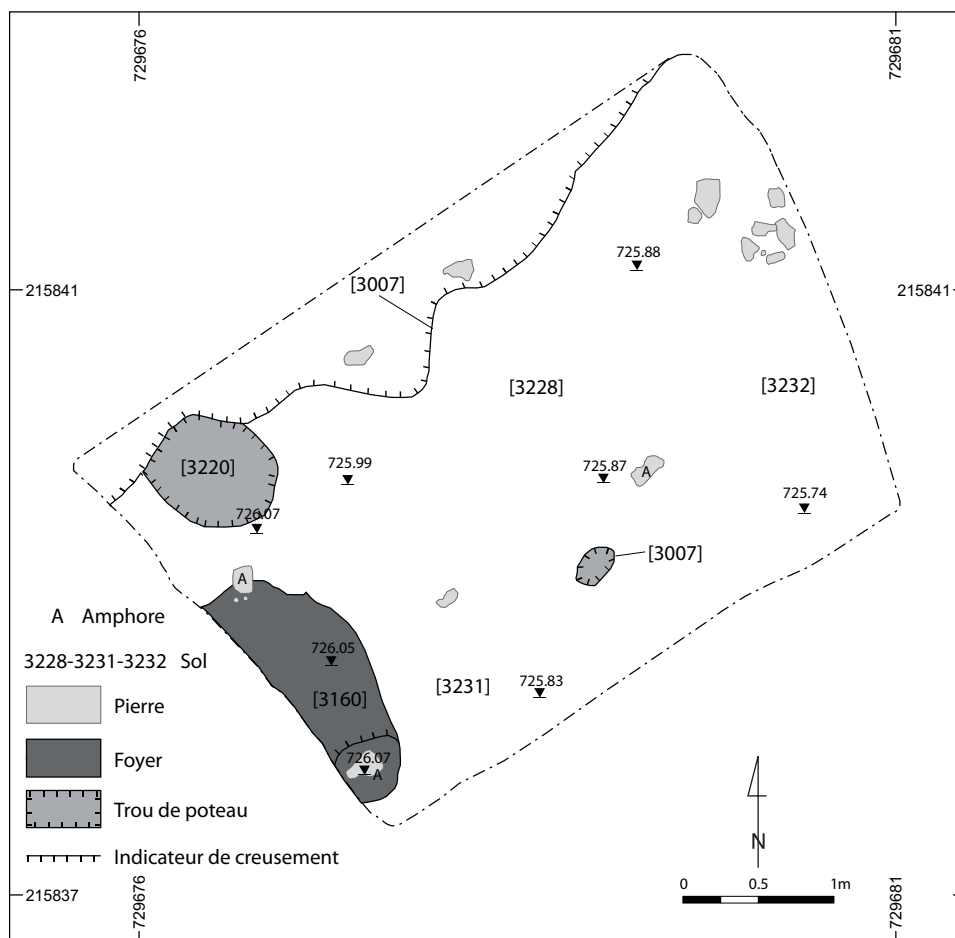 729676
729681
725.88
[3007]
215841
215841
[3228]
[3232]
725.99
[3220]
725.87
A
725.74
726.07
[3007]
A
A Amphore
726.05
3228-3231-3232 Sol
[3160]
[3231]
725.83
Pierre
Foyer
726.07
A
Trou de poteau
N
Indicateur de creusement
0 0.5 1m
215837
729676
729681